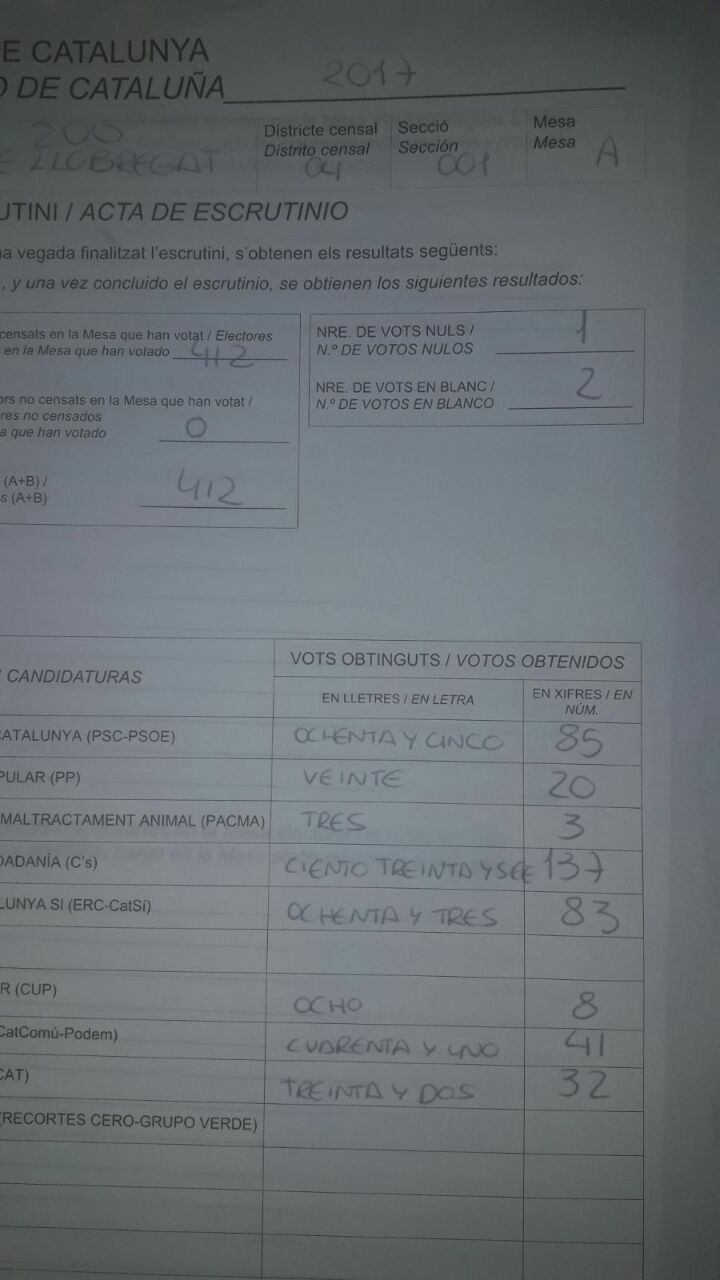 E CATALUNYA 2017
O DE CATALUÑA
200
E LLOBREGAT
Districte censal
Distrito censal
04
Secció
Sección
001
Mesa
Mesa
A
UTINI / ACTA DE ESCRUTINIO
na vegada finalitzat l'escrutini, s'obtenen els resultats següents:
, y una vez concluido el escrutinio, se obtienen los siguientes resultados:
censats en la Mesa que han votat / Electores
en la Mesa que han votado 412
ors no censats en la Mesa que han votat /
res no censados
a que han votado 0
(A+B) /
s (A+B) 412
NRE. DE VOTS NULS /
N.º DE VOTOS NULOS 1
NRE. DE VOTS EN BLANC /
N.º DE VOTOS EN BLANCO 2
/ CANDIDATURAS
VOTS OBTINGUTS / VOTOS OBTENIDOS
EN LLETRES / EN LETRA
EN XIFRES / EN
NÚM.
CATALUNYA (PSC-PSOE) OCHENTA Y CINCO 85
PULAR (PP) VEINTE 20
MALTRACTAMENT ANIMAL (PACMA) TRES 3
DADANÍA (C's) CIENTO TREINTA Y SEE 137
LUNYA SI (ERC-CatSí) OCHENTA Y TRES 83
R (CUP) OCHO 8
CatComú-Podem) CUARENTA Y UNO 41
CAT) TREINTA Y DOS 32
(RECORTES CERO-GRUPO VERDE)